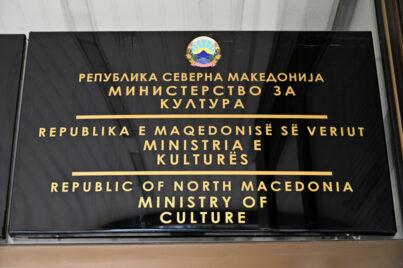 РЕПУБЛИКА СЕВЕРНА МАКЕДОНИЈА
МИНИСТЕРСТВО ЗА
КУЛТУРА
REPUBLIKA E MAQEDONISË SË VERIUT
MINISTRIA E
KULTURËS
REPUBLIC OF NORTH MACEDONIA
MINISTRY OF
CULTURE